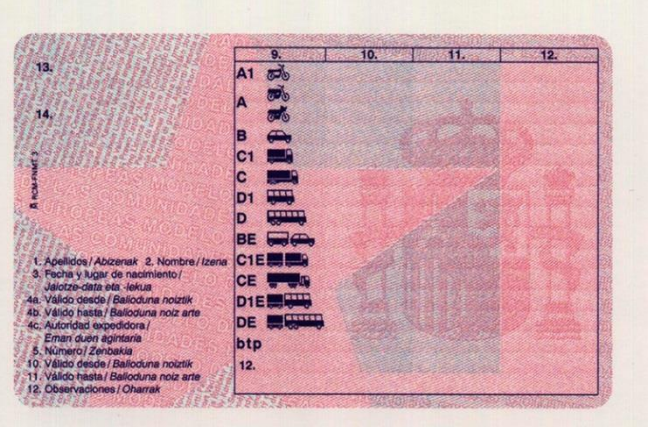 9. 10. 11. 12.
13.
A1
A
14.
B
C1
C
D1
D
BE
C1E
CE
D1E
DE
btp
12.
RCM-FNMT
1. Apellidos / Abizenak 2. Nombre / Izena
3. Fecha y lugar de nacimiento /
Jaiotze-data eta -lekua
4a. Válido desde / Balioduna noiztik
4b. Válido hasta / Balioduna noiz arte
4c. Autoridad expedidora /
Eman duen agintaria
5. Número / Zenbakia
10. Válido desde / Balioduna noiztik
11. Válido hasta / Balioduna noiz arte
12. Observaciones / Oharrak